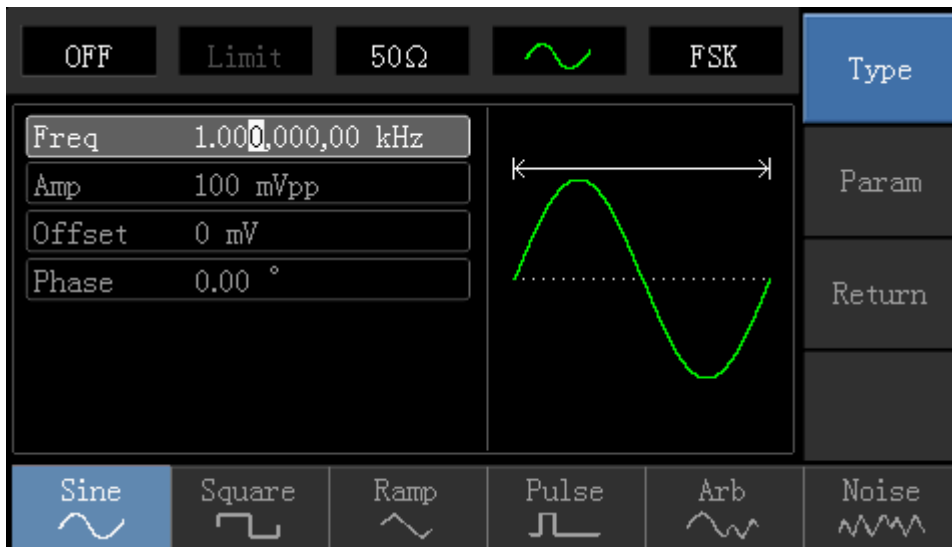 OFF Limit 50Ω FSK
Type
Freq 1.000,000,00 kHz
Amp 100 mVpp
Offset 0 mV
Phase 0.00 °
Param
Return
Sine Square Ramp Pulse Arb Noise